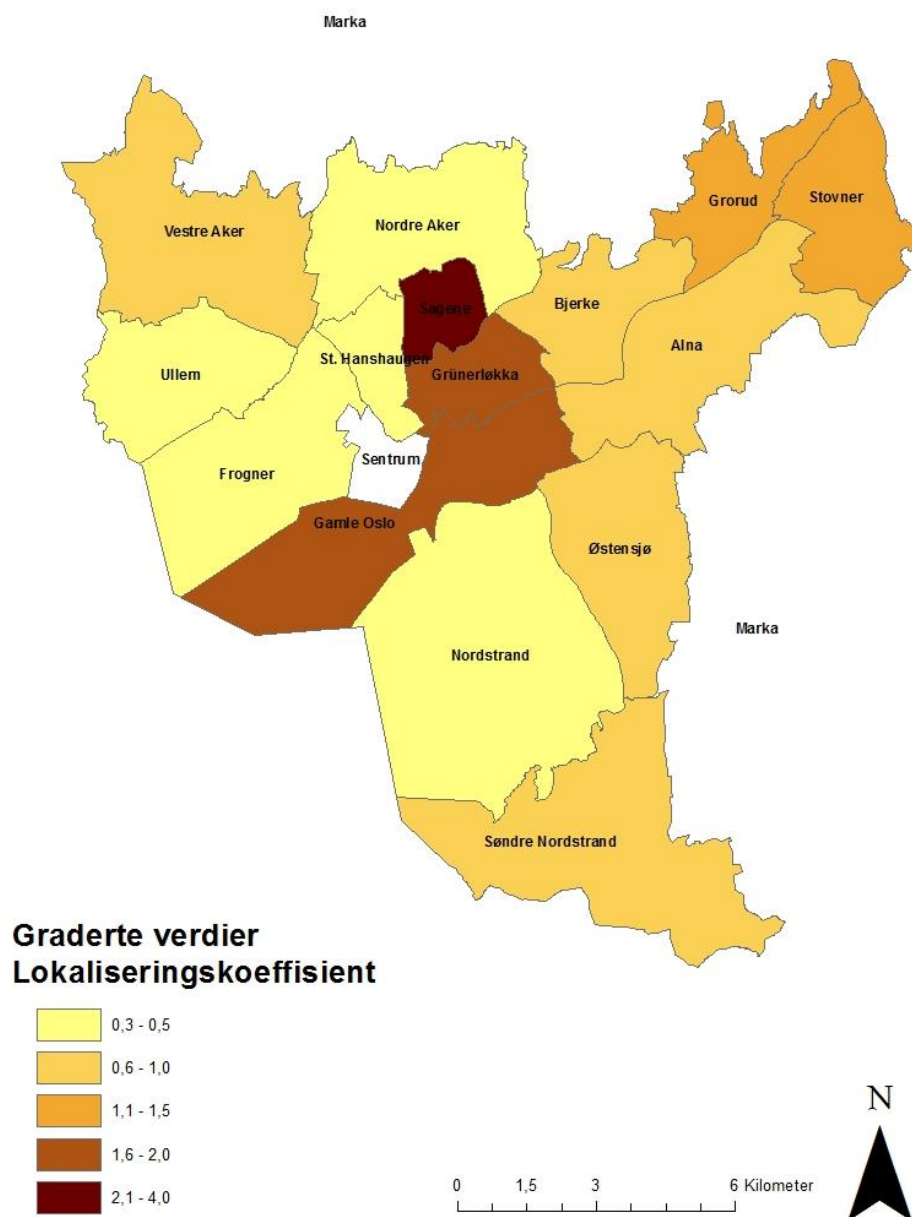 Marka
Grorud
Stovner
Nordre Aker
Vestre Aker
Sagene
Bjerke
Alna
St. Hanshaugen
Ullern
Grünerløkka
Sentrum
Frogner
Gamle Oslo
Østensjø
Marka
Nordstrand
Søndre Nordstrand
Graderte verdier
Lokaliseringskoeffisient
0,3 - 0,5
0,6 - 1,0
1,1 - 1,5
1,6 - 2,0
2,1 - 4,0
N
0 1,5 3 6 Kilometer